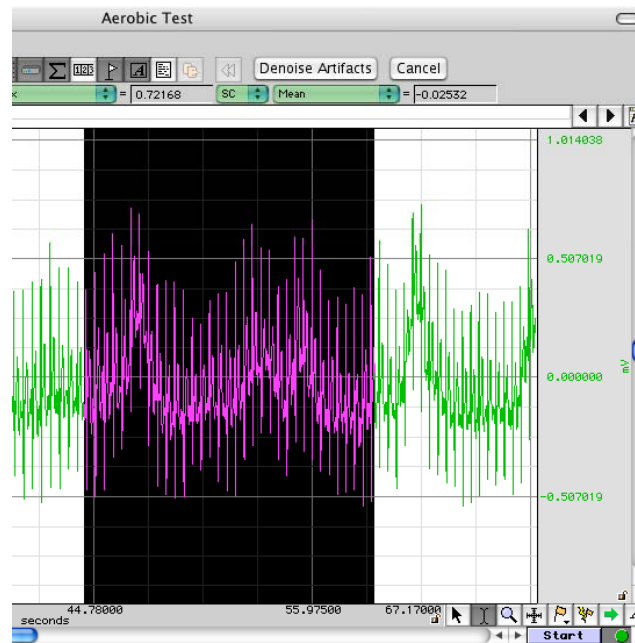 Aerobic Test
Denoise Artifacts Cancel
= 0.72168 SC Mean = -0.02532
1.014038
0.507019
0.000000
mV
-0.507019
44.78000 55.97500 67.17000
seconds
Start